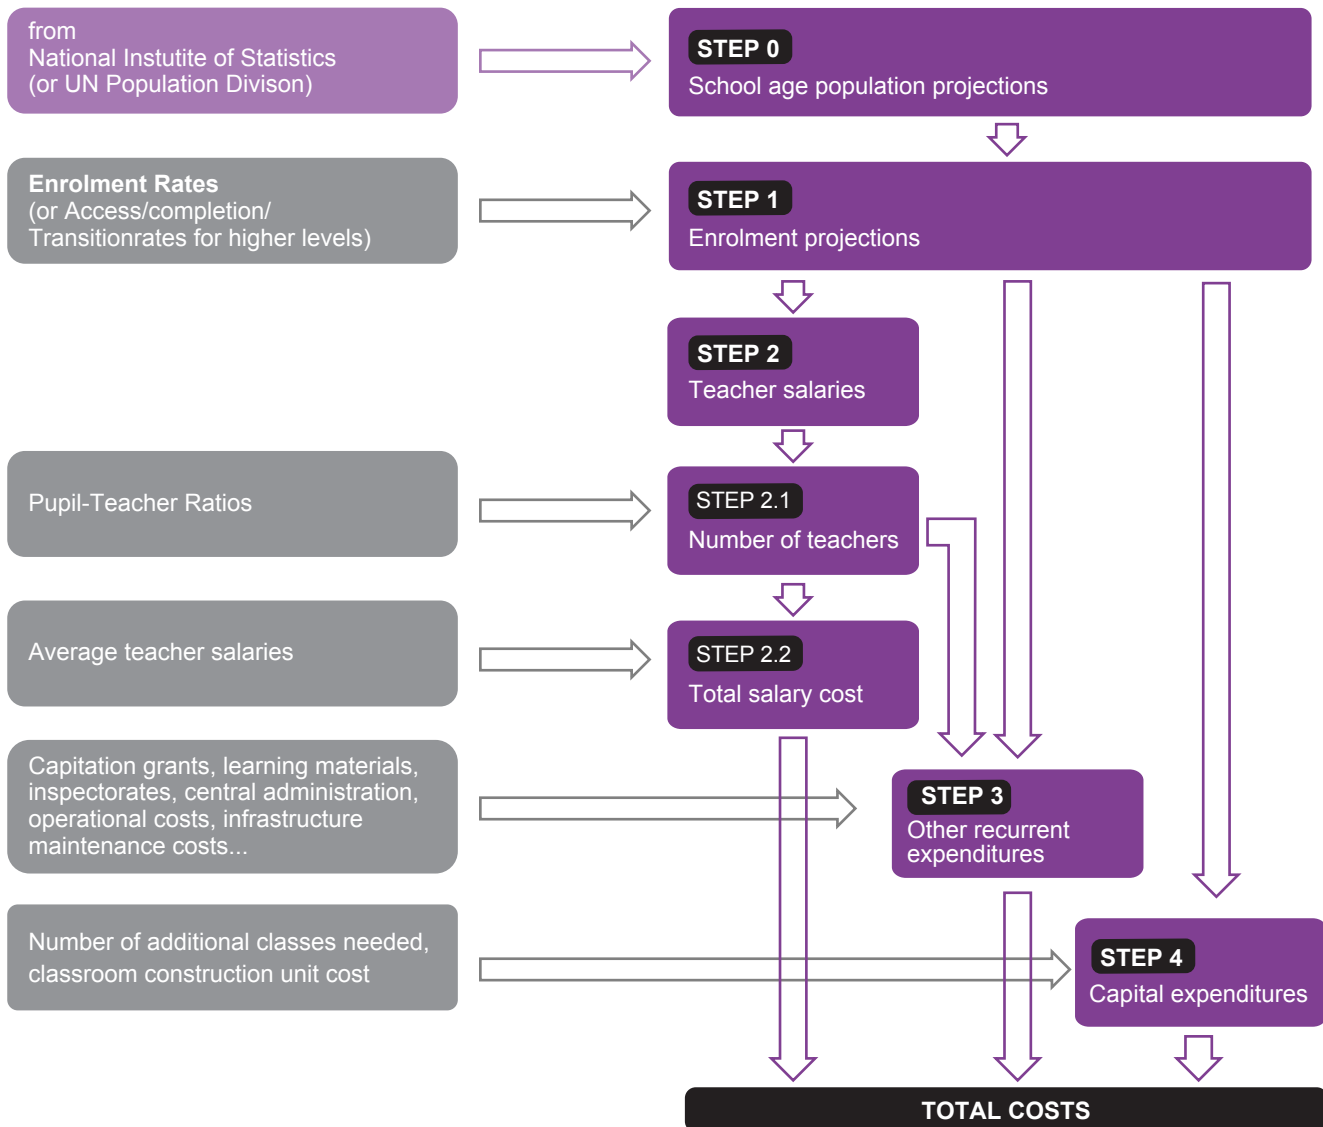 from
National Instutite of Statistics
(or UN Population Divison)
STEP 0
School age population projections
Enrolment Rates
(or Access/completion/
Transitionrates for higher levels)
STEP 1
Enrolment projections
STEP 2
Teacher salaries
Pupil-Teacher Ratios
STEP 2.1
Number of teachers
Average teacher salaries
STEP 2.2
Total salary cost
Capitation grants, learning materials,
inspectorates, central administration,
operational costs, infrastructure
maintenance costs...
STEP 3
Other recurrent
expenditures
Number of additional classes needed,
classroom construction unit cost
STEP 4
Capital expenditures
TOTAL COSTS